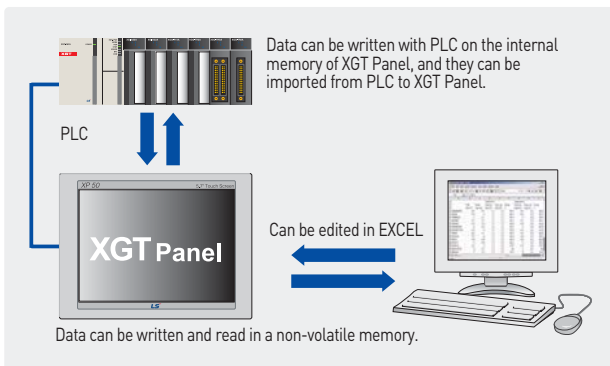 XGT
Data can be written with PLC on the internal
memory of XGT Panel, and they can be
imported from PLC to XGT Panel.
PLC
XP 50
Touch Screen
XGT Panel
Can be edited in EXCEL
LS
Data can be written and read in a non-volatile memory.